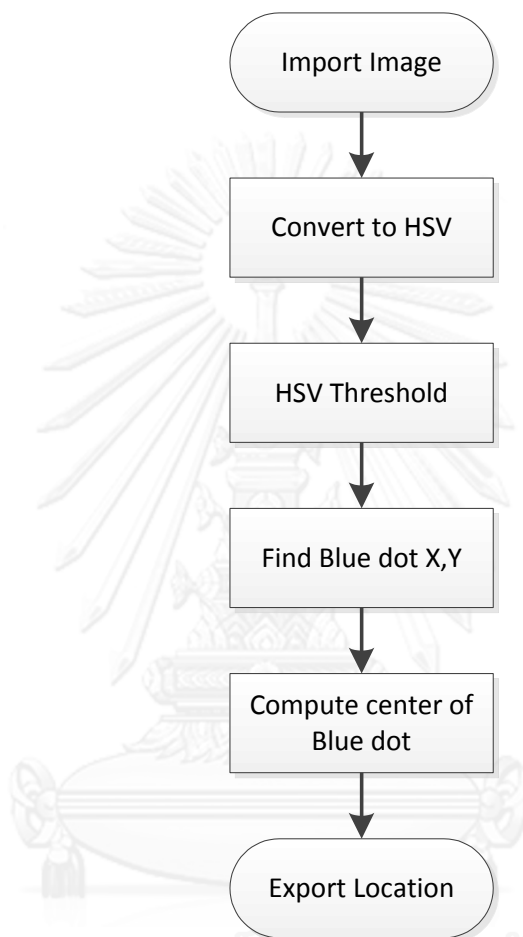 Import Image
Convert to HSV
HSV Threshold
Find Blue dot X,Y
Compute center of
Blue dot
Export Location